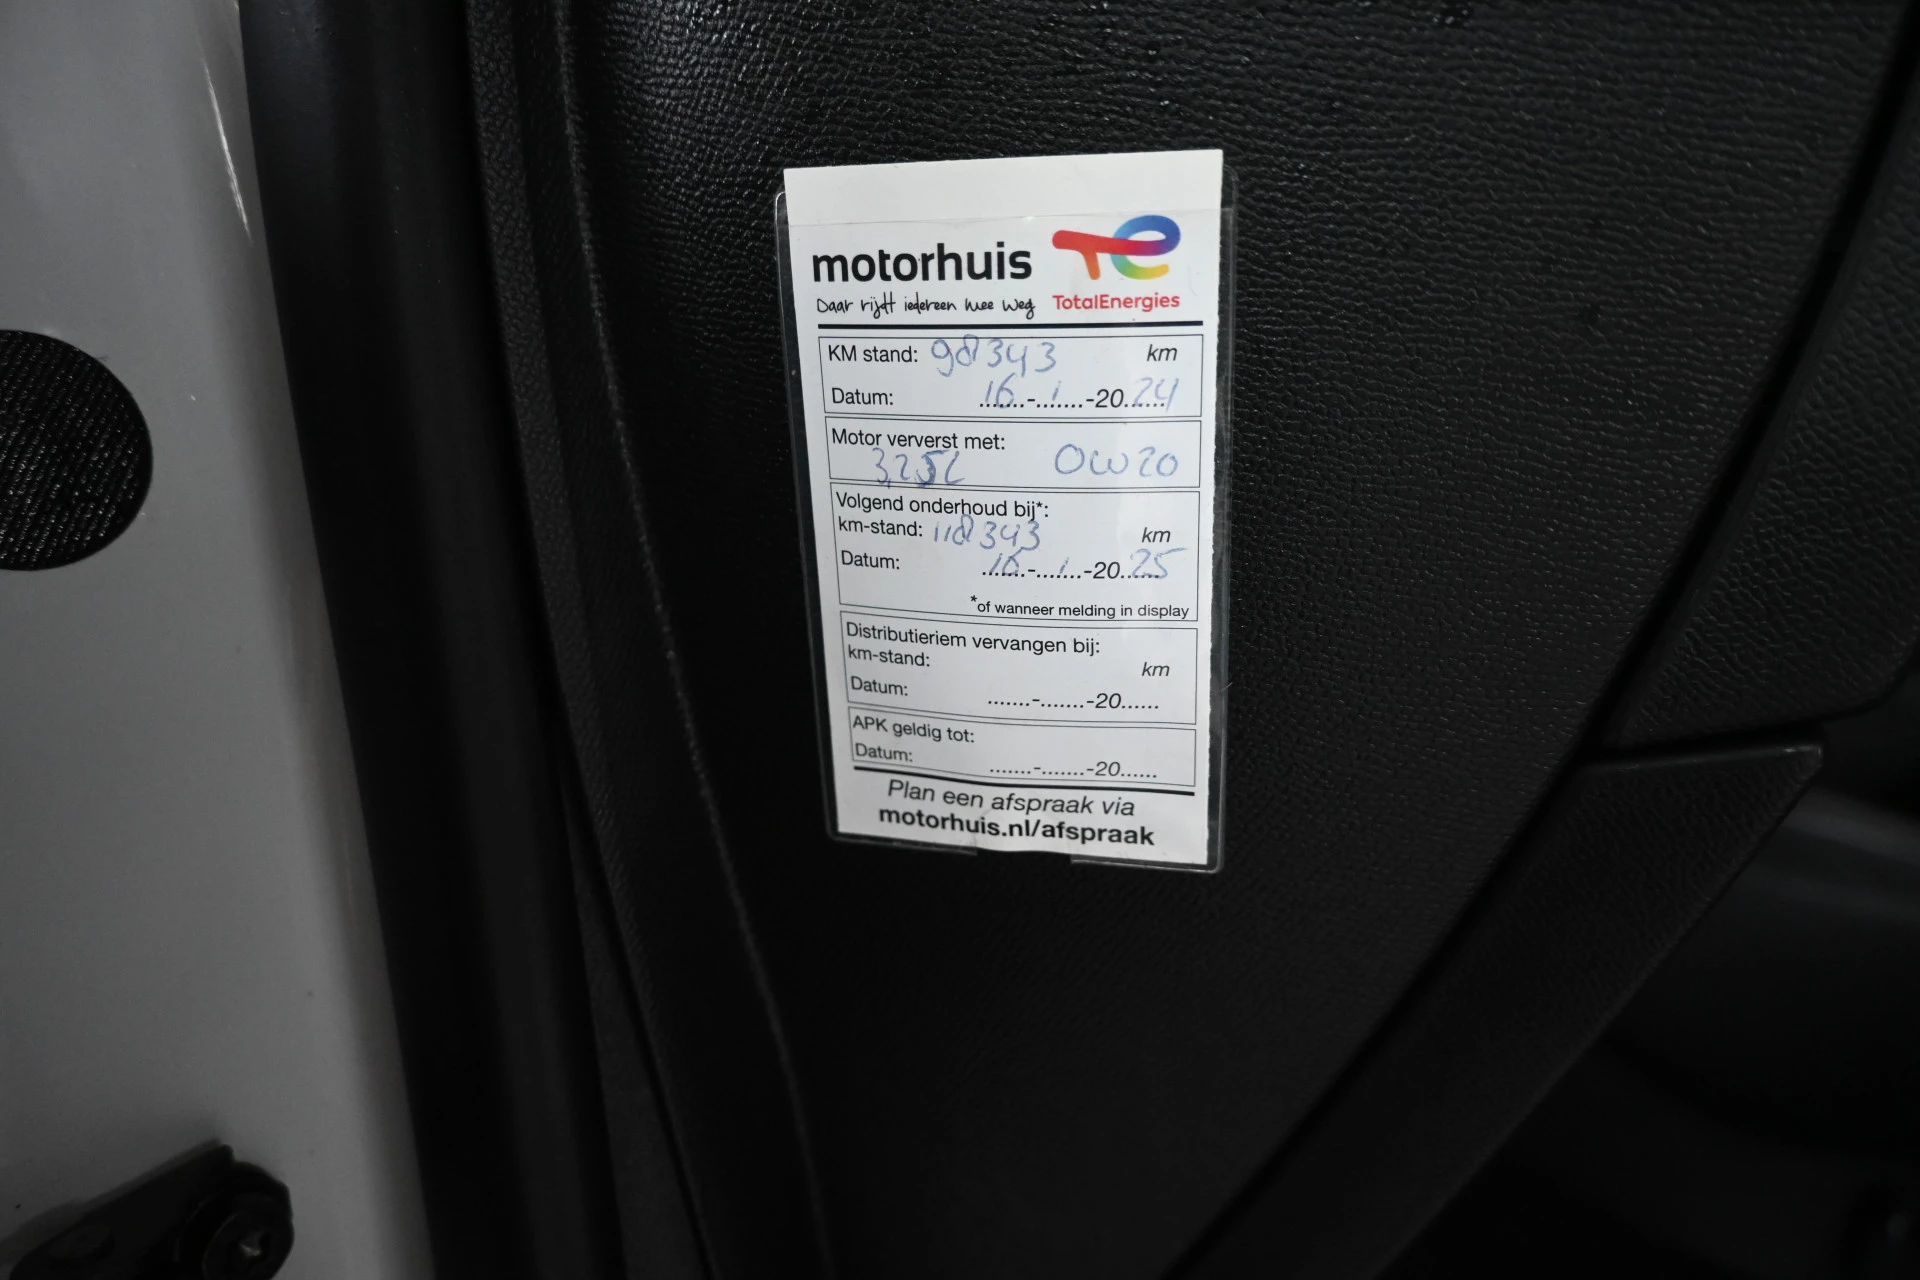 motorhuis
Daar rijdt iedereen mee weg
TotalEnergies
KM stand: 98343 km
Datum: 16-1-2024
Motor ververst met:
3,25L 0W20
Volgend onderhoud bij*:
km-stand: 118343 km
Datum: 16-1-2025
*of wanneer melding in display
Distributieriem vervangen bij:
km-stand: km
Datum: .......-.......-20......
APK geldig tot:
Datum: .......-.......-20......
Plan een afspraak via
motorhuis.nl/afspraak